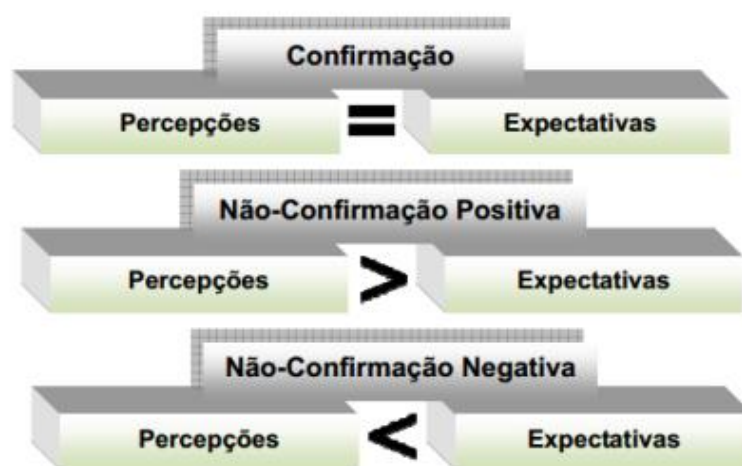 Confirmação
Percepções = Expectativas
Não-Confirmação Positiva
Percepções > Expectativas
Não-Confirmação Negativa
Percepções < Expectativas